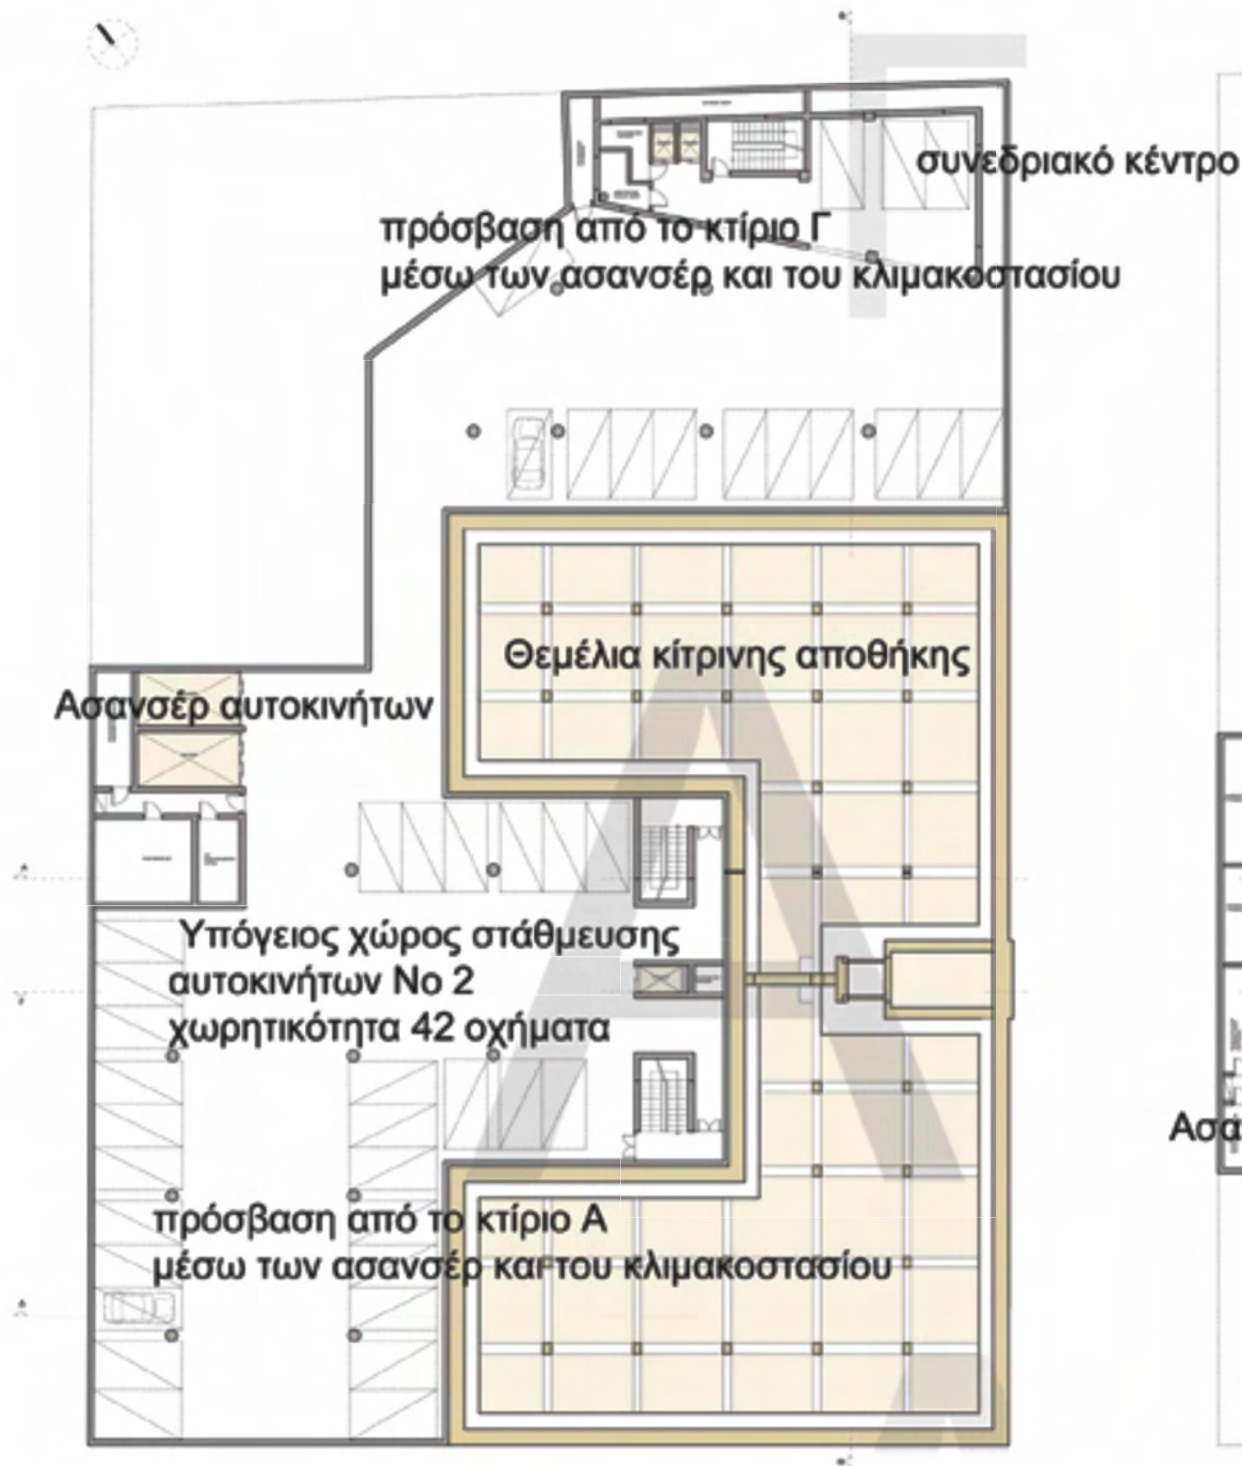 συνεδριακό κέντρο
πρόσβαση από το κτίριο Γ
μέσω των ασανσέρ και του κλιμακοστασίου
Θεμέλια κίτρινης αποθήκης
Ασανσέρ αυτοκινήτων
Υπόγειος χώρος στάθμευσης
αυτοκινήτων Νο 2
χωρητικότητα 42 οχήματα
πρόσβαση από το κτίριο Α
μέσω των ασανσέρ και του κλιμακοστασίου
Γ
Α